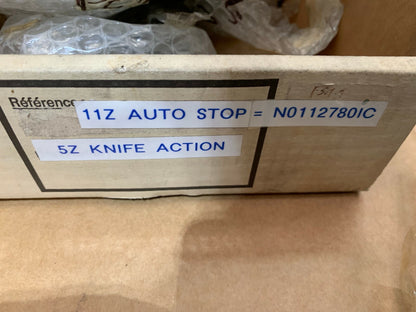 Référence
11Z AUTO STOP = N0112780IC
5Z KNIFE ACTION